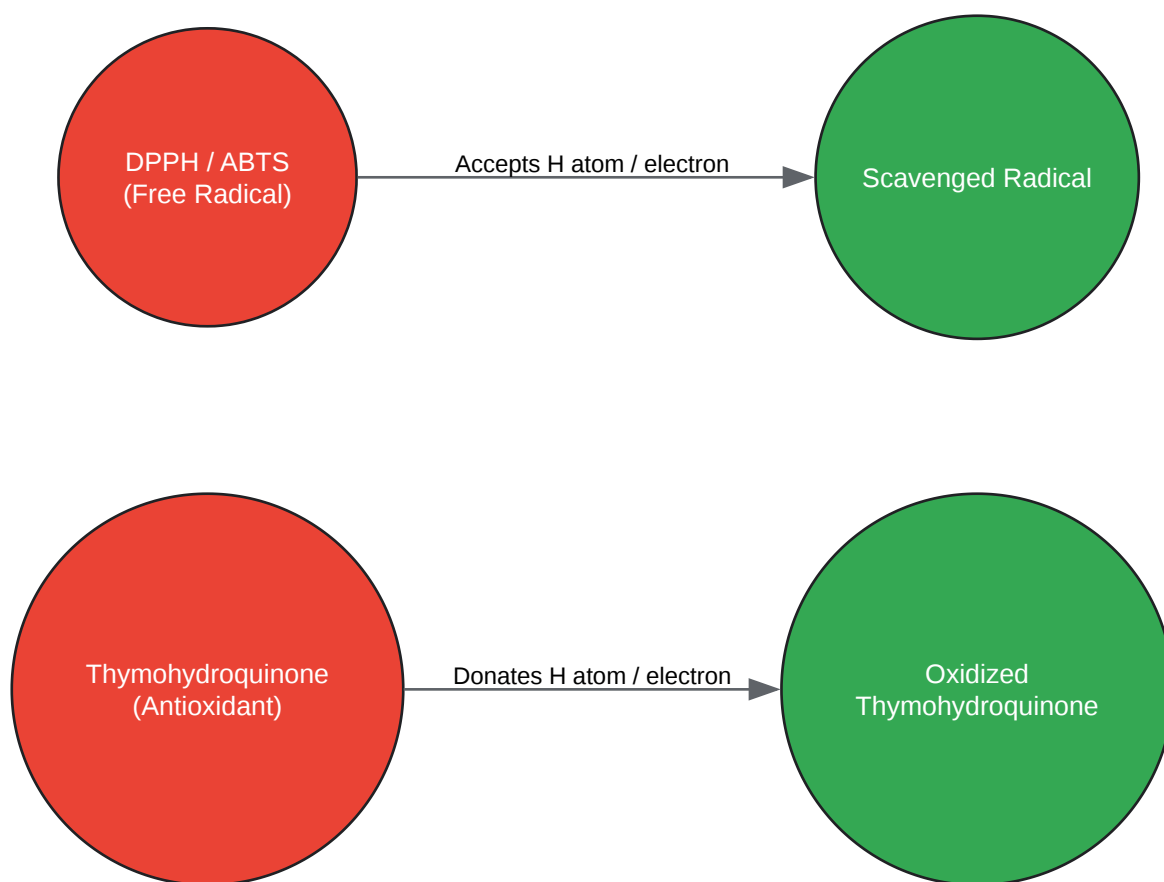 DPPH / ABTS
(Free Radical)
Accepts H atom / electron
Scavenged Radical
Thymohydroquinone
(Antioxidant)
Donates H atom / electron
Oxidized
Thymohydroquinone